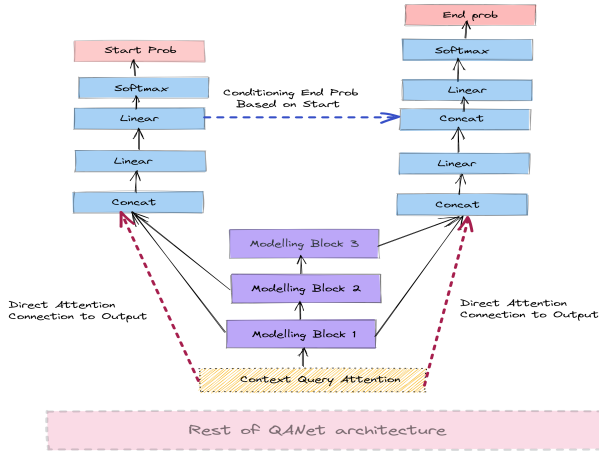 End prob
Start Prob
Softmax
Softmax
Linear
Conditioning End Prob
Based on Start
Linear
Concat
Linear
Linear
Concat
Concat
Modelling Block 3
Modelling Block 2
Direct Attention
Connection to Output
Direct Attention
Connection to Output
Modelling Block 1
Context Query Attention
Rest of QANet architecture